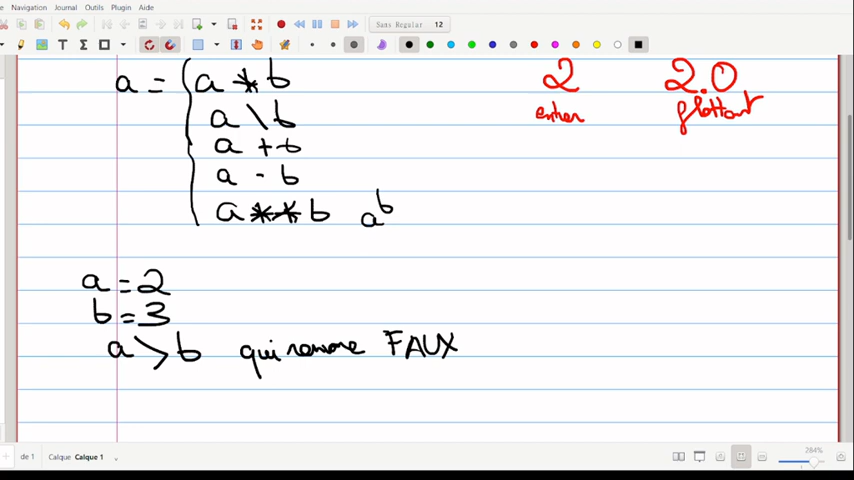 Navigation Journal Outils Plugin Aide
Sans Regular 12
a = { a * b
2 2.0
a \ b
entier flottant
a + b
a - b
a ** b a^b
a = 2
b = 3
a > b qui renvoie FAUX
de 1 Calque Calque 1
284%